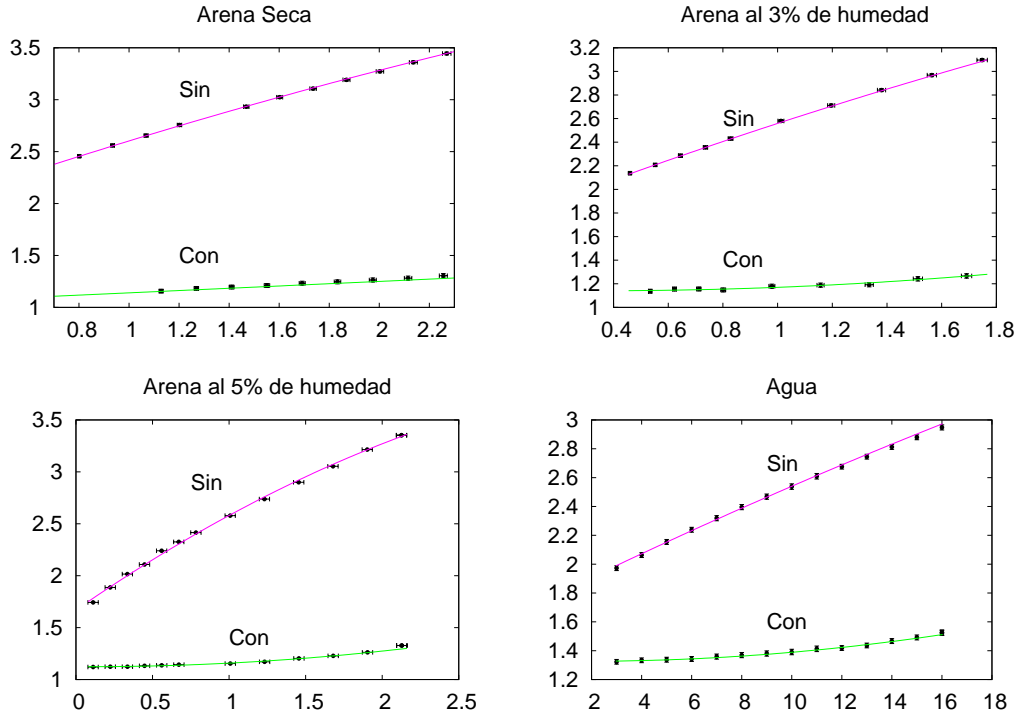 Arena Seca
3.5
3
2.5
2
1.5
1
Sin
Con
0.8 1 1.2 1.4 1.6 1.8 2 2.2
Arena al 3% de humedad
3.2
3
2.8
2.6
2.4
2.2
2
1.8
1.6
1.4
1.2
1
Sin
Con
0.4 0.6 0.8 1 1.2 1.4 1.6 1.8
Arena al 5% de humedad
3.5
3
2.5
2
1.5
1
Sin
Con
0 0.5 1 1.5 2 2.5
Agua
3
2.8
2.6
2.4
2.2
2
1.8
1.6
1.4
1.2
Sin
Con
2 4 6 8 10 12 14 16 18